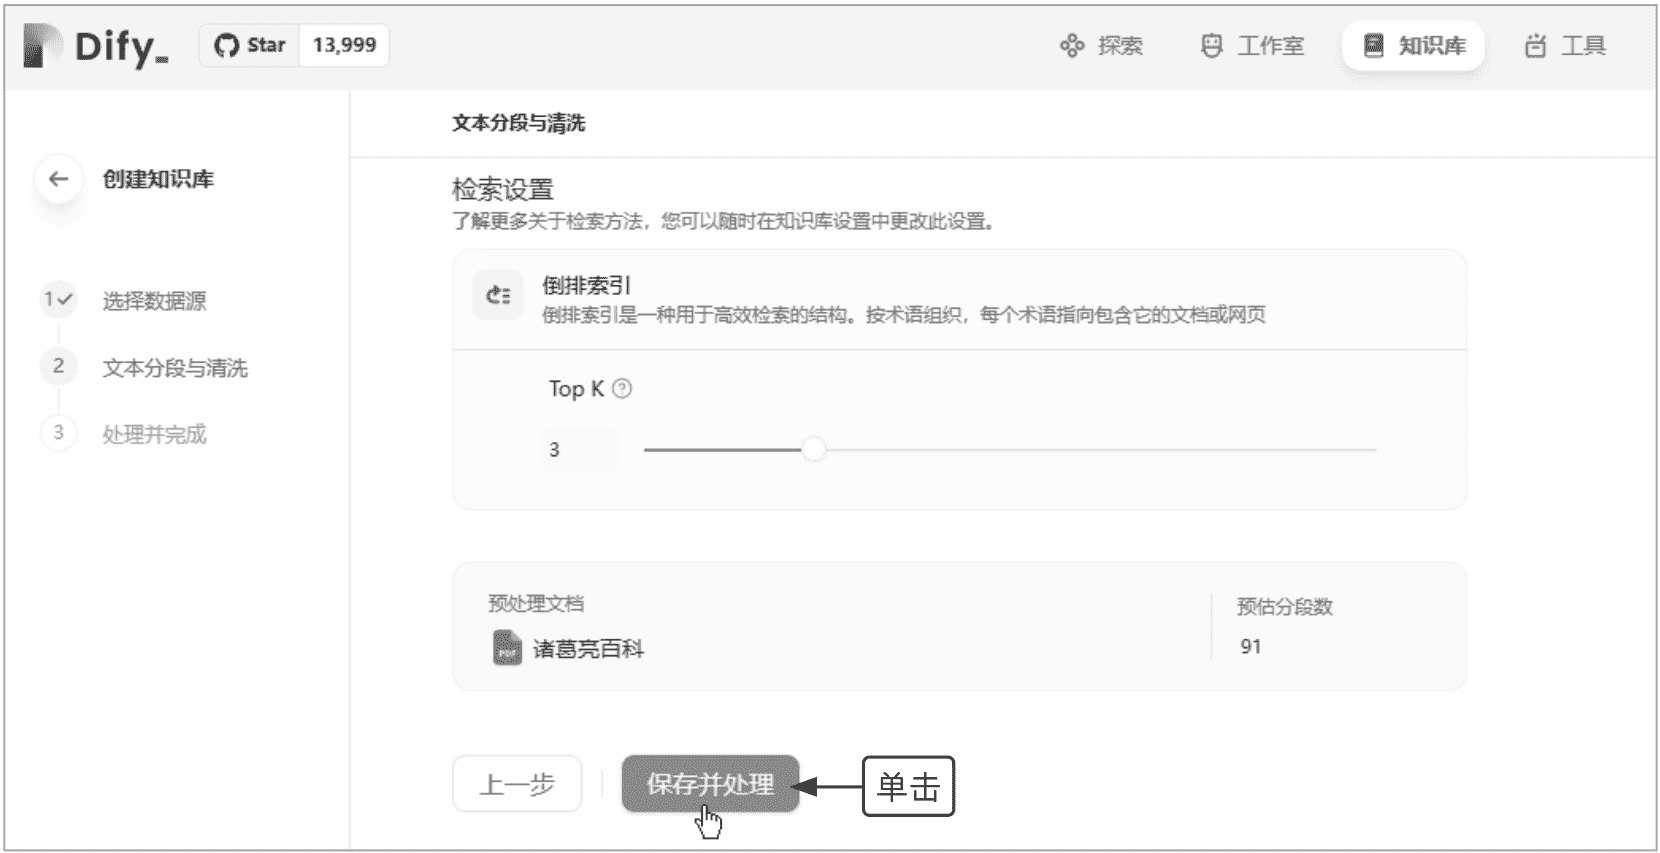 Dify_
Star 13,999
探索 工作室 知识库 工具
创建知识库
1 选择数据源
2 文本分段与清洗
3 处理并完成
文本分段与清洗
检索设置
了解更多关于检索方法，您可以随时在知识库设置中更改此设置。
倒排索引
倒排索引是一种用于高效检索的结构。按术语组织，每个术语指向包含它的文档或网页
Top K ?
3
预处理文档
PDF 诸葛亮百科
预估分段数
91
上一步 保存并处理 单击